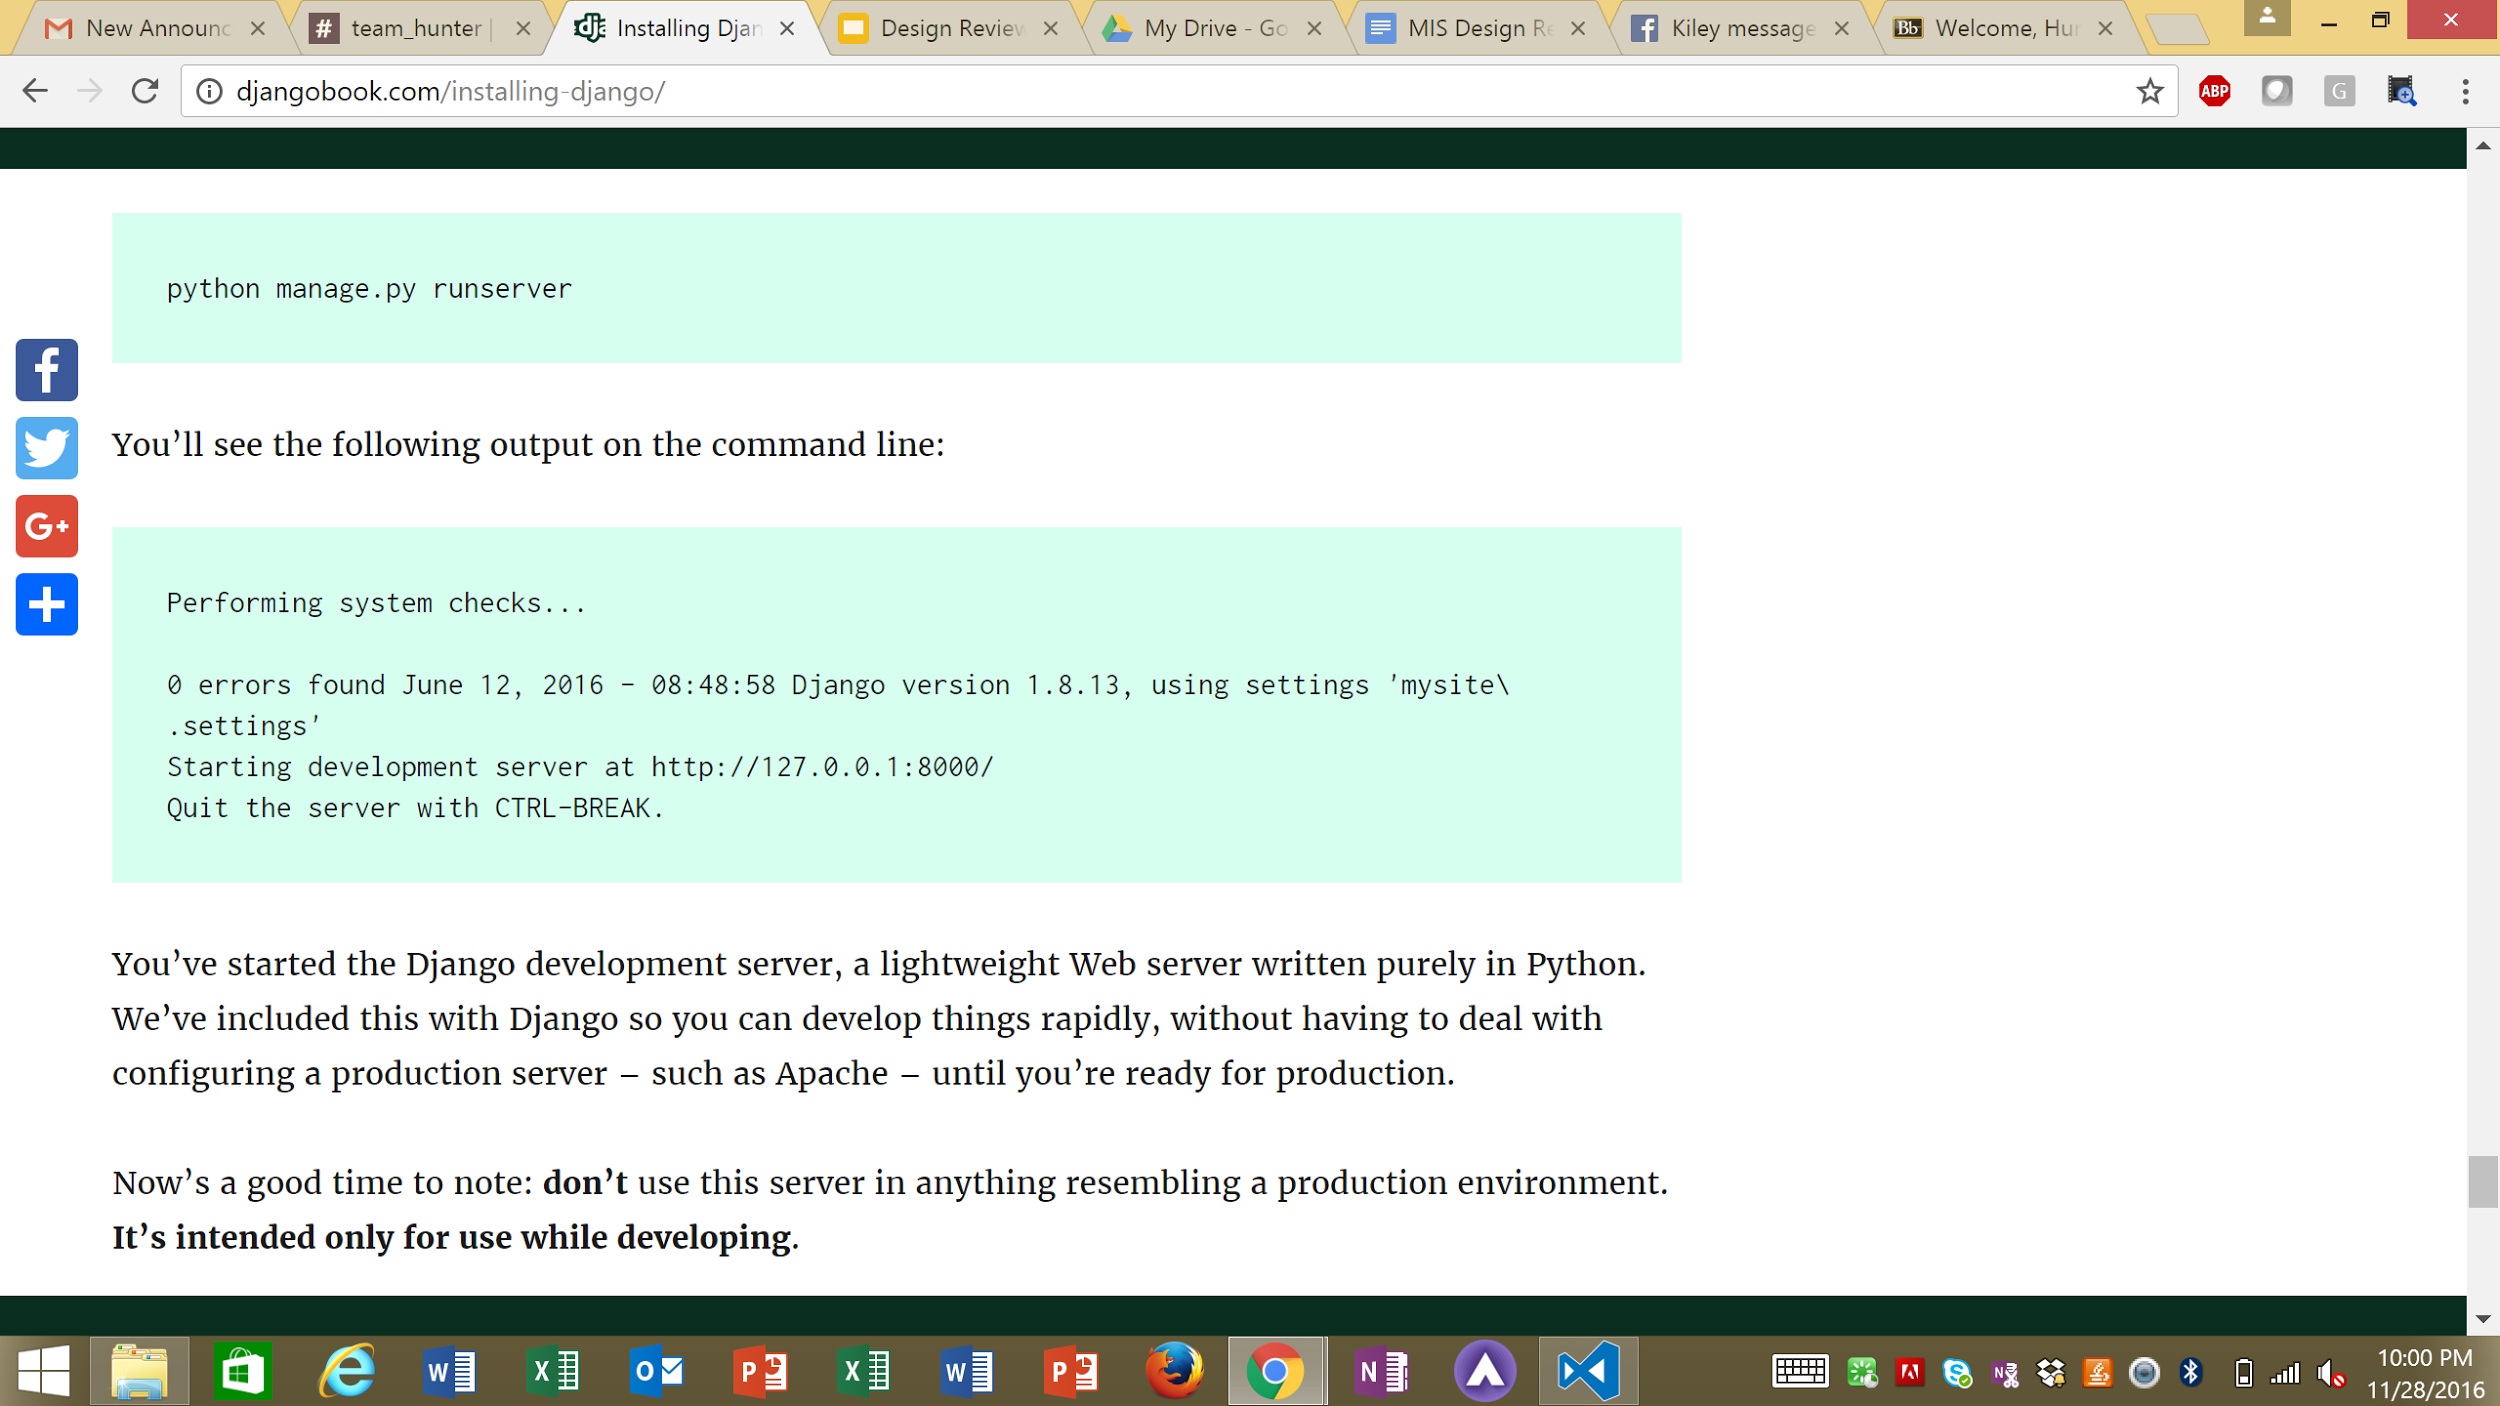 New Announc
team_hunter |
Installing Djan
Design Review
My Drive - Go
MIS Design Re
Kiley message
Bb
Welcome, Hun
djangobook.com/installing-django/
ABP
G
python manage.py runserver
You’ll see the following output on the command line:
G+
Performing system checks...
0 errors found June 12, 2016 - 08:48:58 Django version 1.8.13, using settings 'mysite\
.settings'
Starting development server at http://127.0.0.1:8000/
Quit the server with CTRL-BREAK.
You’ve started the Django development server, a lightweight Web server written purely in Python.
We’ve included this with Django so you can develop things rapidly, without having to deal with
configuring a production server – such as Apache – until you’re ready for production.
Now’s a good time to note: don’t use this server in anything resembling a production environment.
It’s intended only for use while developing.
10:00 PM
11/28/2016